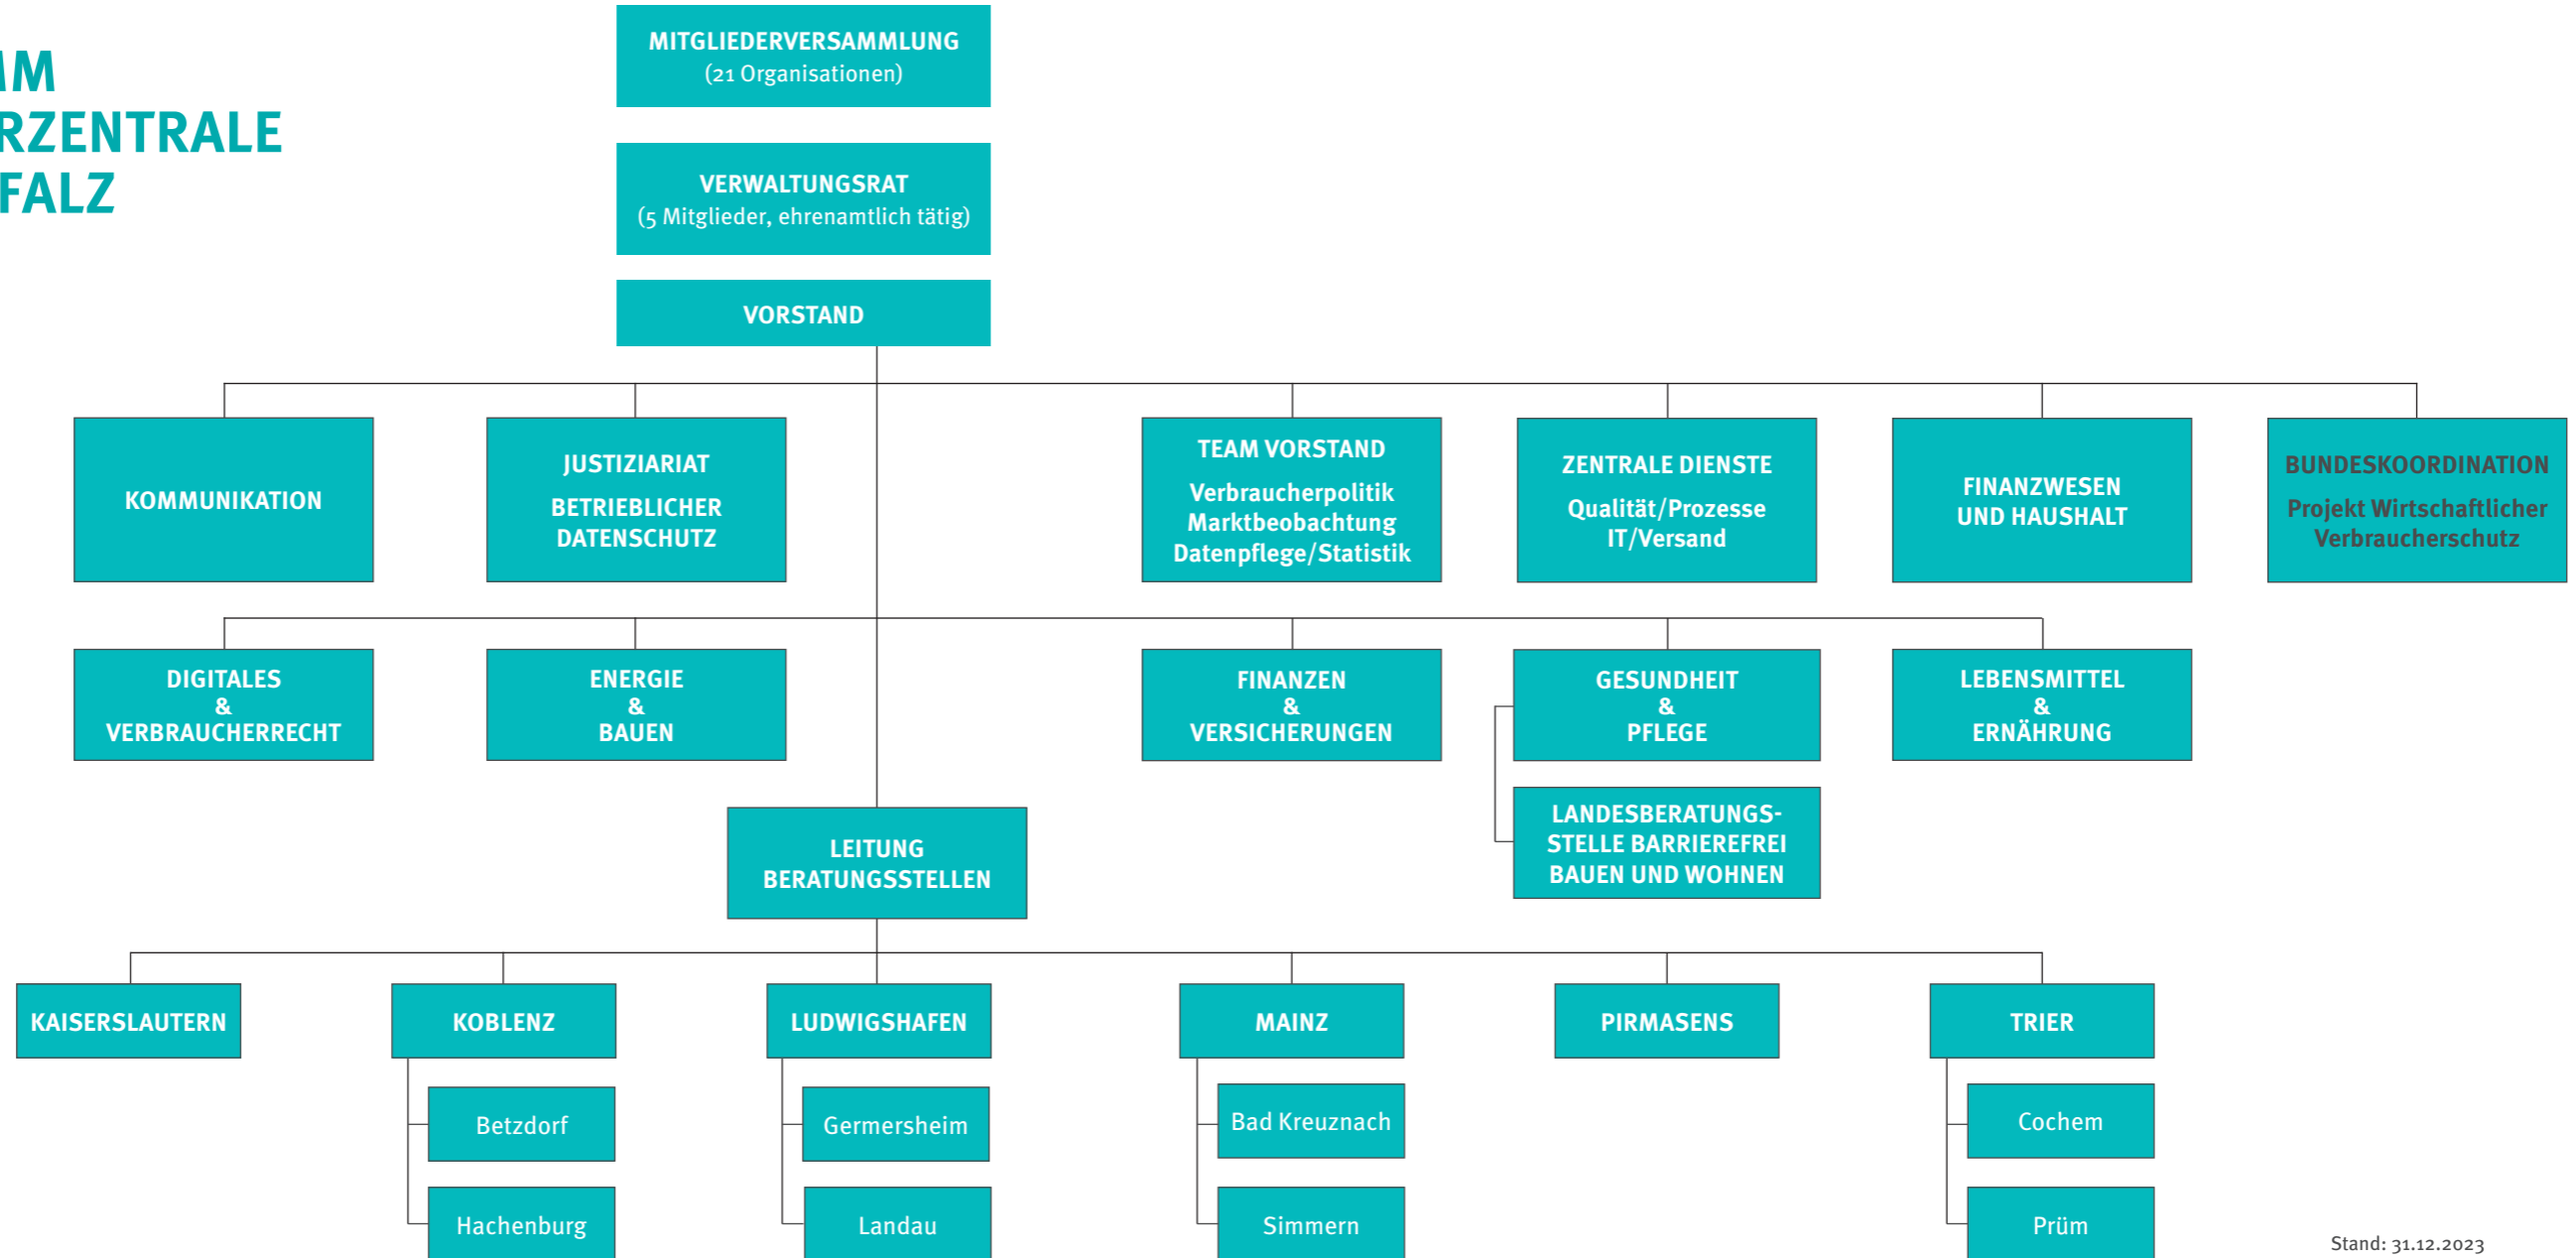 MM
RZENTRALE
FALZ
MITGLIEDERVERSAMMLUNG
(21 Organisationen)
VERWALTUNGSRAT
(5 Mitglieder, ehrenamtlich tätig)
VORSTAND
KOMMUNIKATION
JUSTIZIARIAT
BETRIEBLICHER
DATENSCHUTZ
TEAM VORSTAND
Verbraucherpolitik
Marktbeobachtung
Datenpflege/Statistik
ZENTRALE DIENSTE
Qualität/Prozesse
IT/Versand
FINANZWESEN
UND HAUSHALT
BUNDESKOORDINATION
Projekt Wirtschaftlicher
Verbraucherschutz
DIGITALES
&
VERBRAUCHERRECHT
ENERGIE
&
BAUEN
FINANZEN
&
VERSICHERUNGEN
GESUNDHEIT
&
PFLEGE
LEBENSMITTEL
&
ERNÄHRUNG
LANDESBERATUNGS-
STELLE BARRIEREFREI
BAUEN UND WOHNEN
LEITUNG
BERATUNGSSTELLEN
KAISERSLAUTERN
KOBLENZ
LUDWIGSHAFEN
MAINZ
PIRMASENS
TRIER
Betzdorf
Germersheim
Bad Kreuznach
Cochem
Hachenburg
Landau
Simmern
Prüm
Stand: 31.12.2023